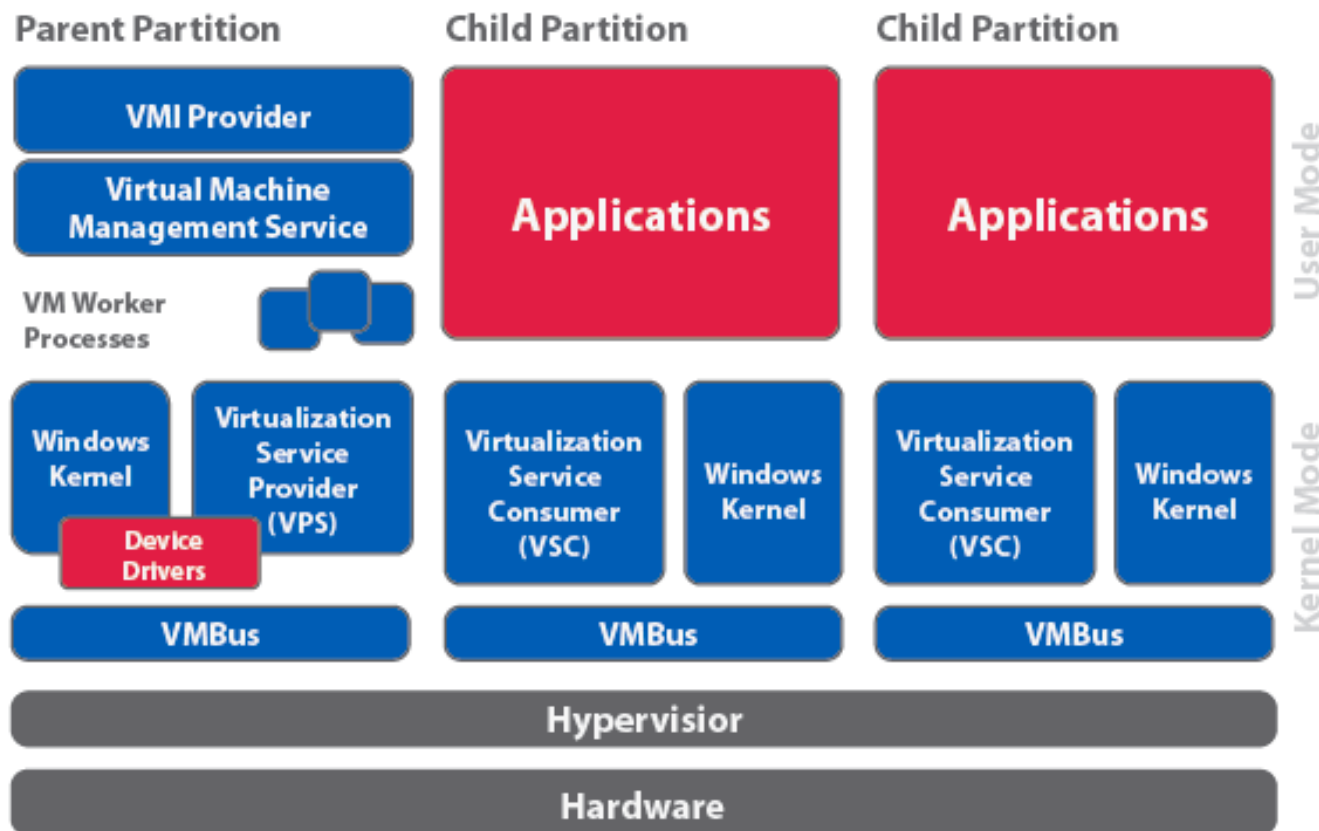 Parent Partition
Child Partition
Child Partition
VMI Provider
Virtual Machine
Management Service
VM Worker
Processes
Applications
Applications
User Mode
Windows
Kernel
Virtualization
Service
Provider
(VPS)
Device
Drivers
Virtualization
Service
Consumer
(VSC)
Windows
Kernel
Virtualization
Service
Consumer
(VSC)
Windows
Kernel
Kernel Mode
VMBus
VMBus
VMBus
Hypervisior
Hardware